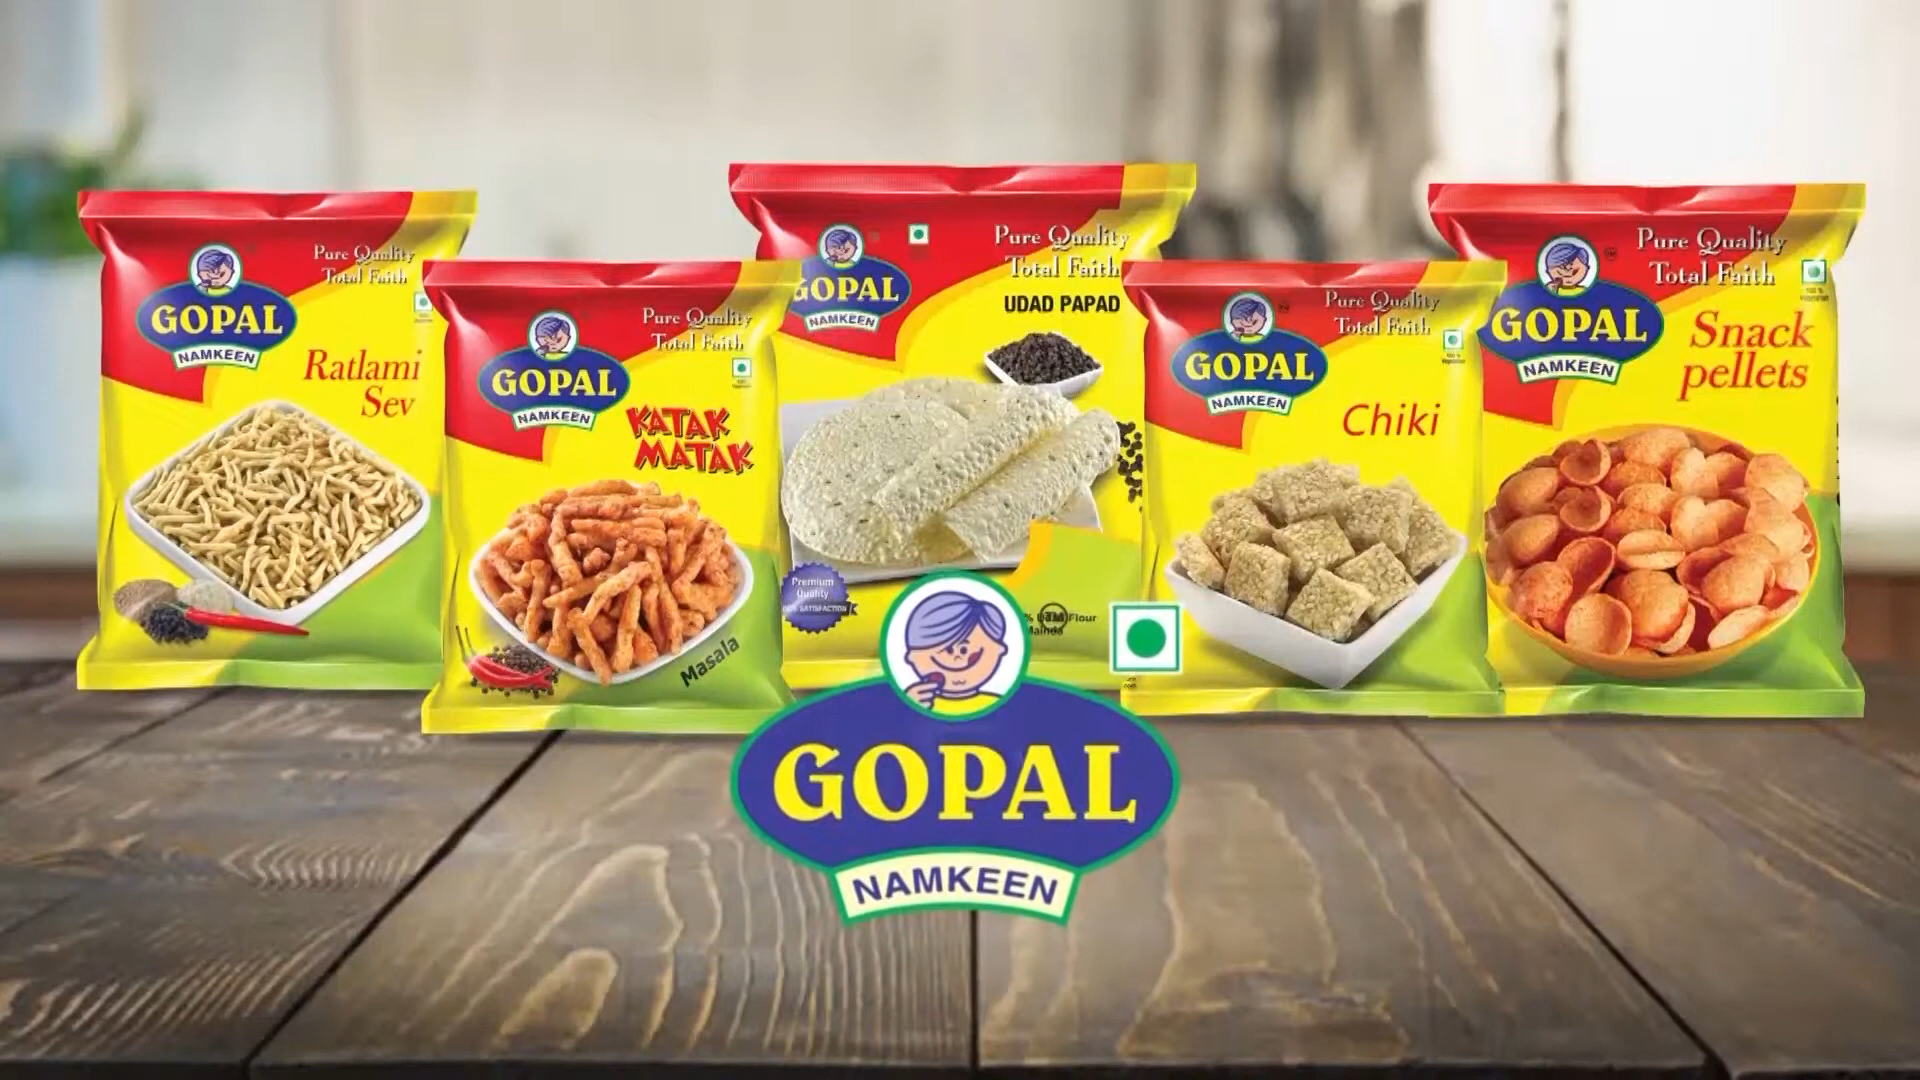 Pure Quality
Total Faith
GOPAL
NAMKEEN
Ratlami
Sev
Pure Quality
Total Faith
GOPAL
NAMKEEN
KATAK
MATAK
Masala
Pure Quality
Total Faith
GOPAL
NAMKEEN
UDAD PAPAD
Premium
Quality
SATISFACTION
Flour
Pure Quality
Total Faith
GOPAL
NAMKEEN
Chiki
Pure Quality
Total Faith
GOPAL
NAMKEEN
Snack
pellets
GOPAL
NAMKEEN